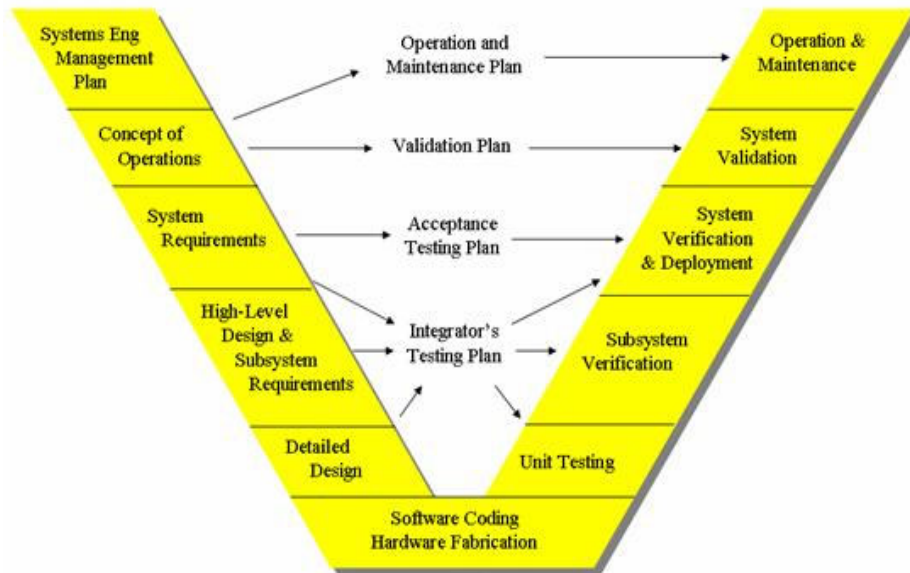 Systems Eng
Management
Plan
Operation and
Maintenance Plan
Operation &
Maintenance
Concept of
Operations
Validation Plan
System
Validation
System
Requirements
Acceptance
Testing Plan
System
Verification
& Deployment
High-Level
Design &
Subsystem
Requirements
Integrator's
Testing Plan
Subsystem
Verification
Detailed
Design
Unit Testing
Software Coding
Hardware Fabrication